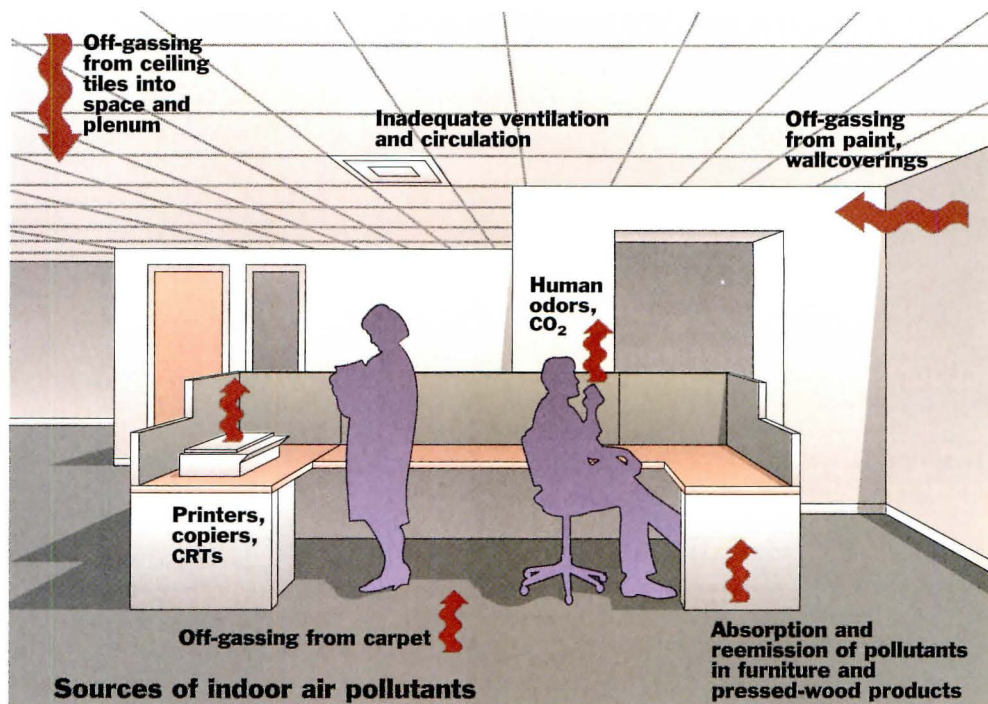 Off-gassing
from ceiling
tiles into
space and
plenum
Inadequate ventilation
and circulation
Off-gassing
from paint,
wallcoverings
Human
odors,
CO₂
Printers,
copiers,
CRTs
Off-gassing from carpet
Absorption and
reemission of pollutants
in furniture and
pressed-wood products
Sources of indoor air pollutants